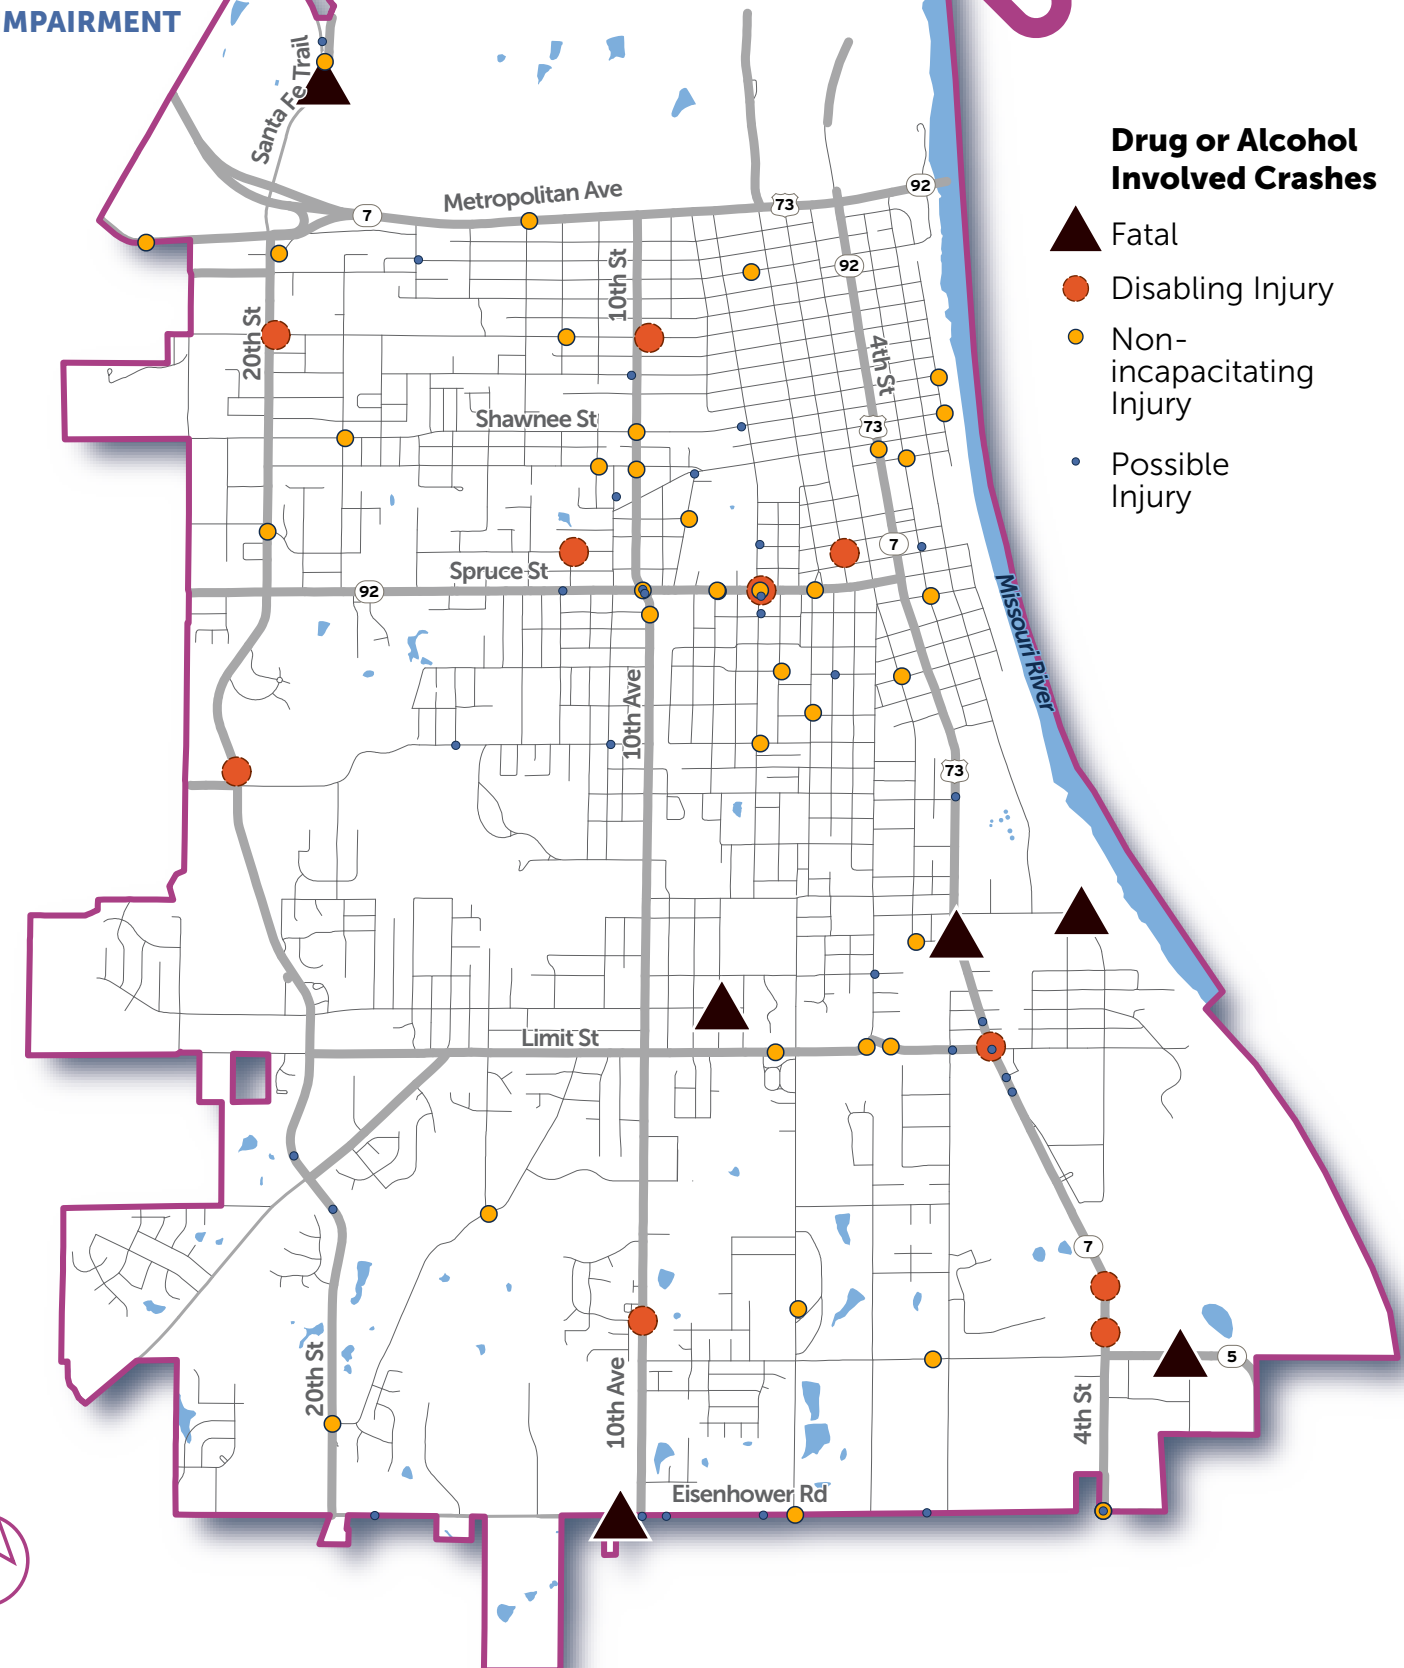 MPAIRMENT
Santa Fe Trail
Drug or Alcohol
Involved Crashes
Fatal
Disabling Injury
Non-
incapacitating
Injury
Possible
Injury
Metropolitan Ave
7
73
92
92
10th St
20th St
4th St
Shawnee St
73
7
Spruce St
92
Missouri River
10th Ave
73
Limit St
7
5
20th St
10th Ave
4th St
Eisenhower Rd